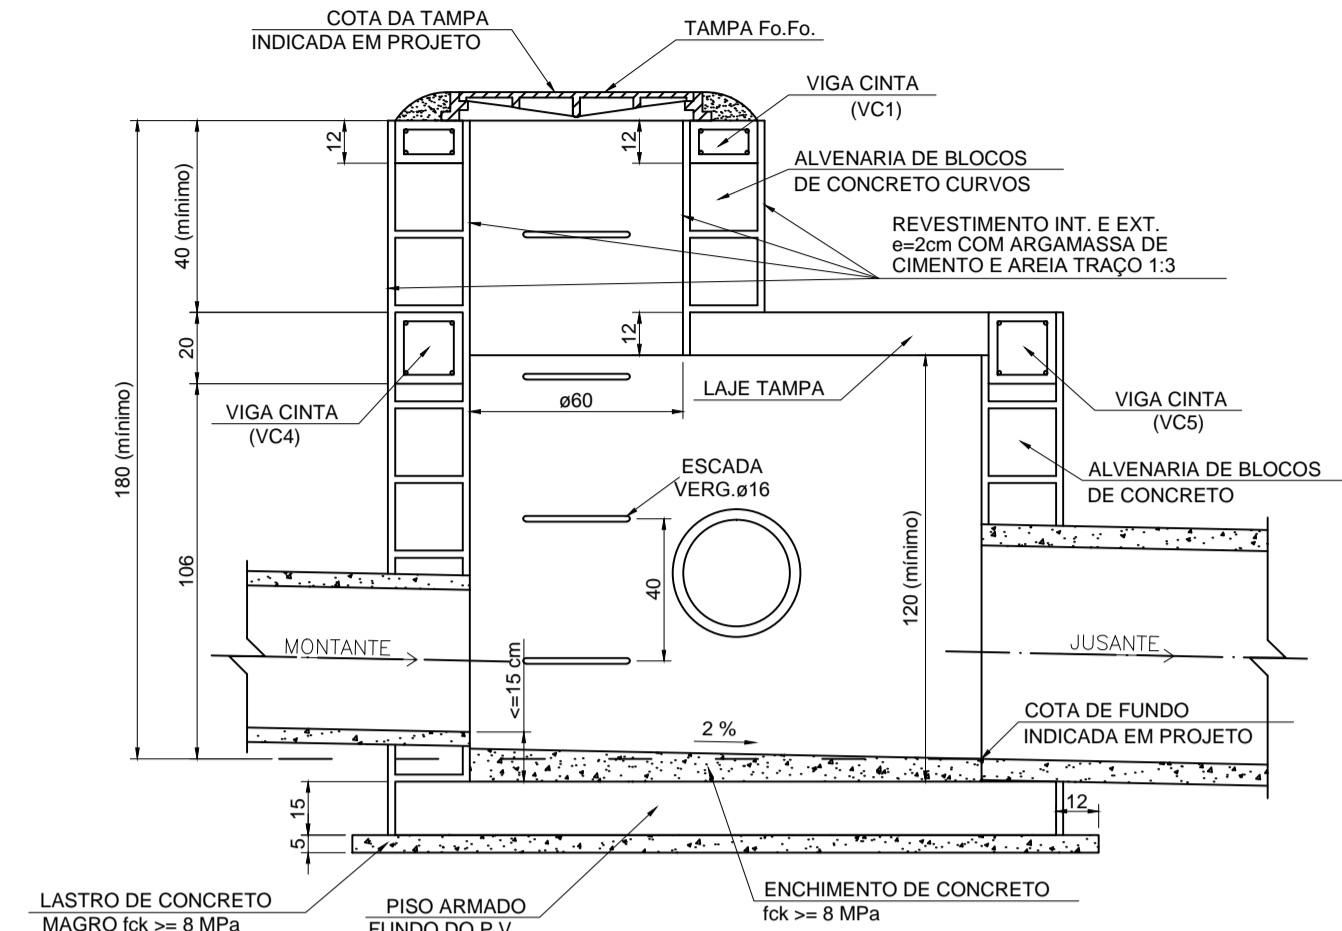 COTA DA TAMPA
INDICADA EM PROJETO
TAMPA Fo.Fo.
VIGA CINTA
(VC1)
ALVENARIA DE BLOCOS
DE CONCRETO CURVOS
REVESTIMENTO INT. E EXT.
e=2cm COM ARGAMASSA DE
CIMENTO E AREIA TRAÇO 1:3
12
12
40 (mínimo)
20
12
180 (mínimo)
VIGA CINTA
(VC4)
ø60
LAJE TAMPA
VIGA CINTA
(VC5)
ESCADA
VERG.ø16
ALVENARIA DE BLOCOS
DE CONCRETO
106
40
120 (mínimo)
MONTANTE
<=15 cm
JUSANTE
2 %
COTA DE FUNDO
INDICADA EM PROJETO
15
12
5
LASTRO DE CONCRETO
MAGRO fck >= 8 MPa
PISO ARMADO
FUNDO DO P.V.
ENCHIMENTO DE CONCRETO
fck >= 8 MPa